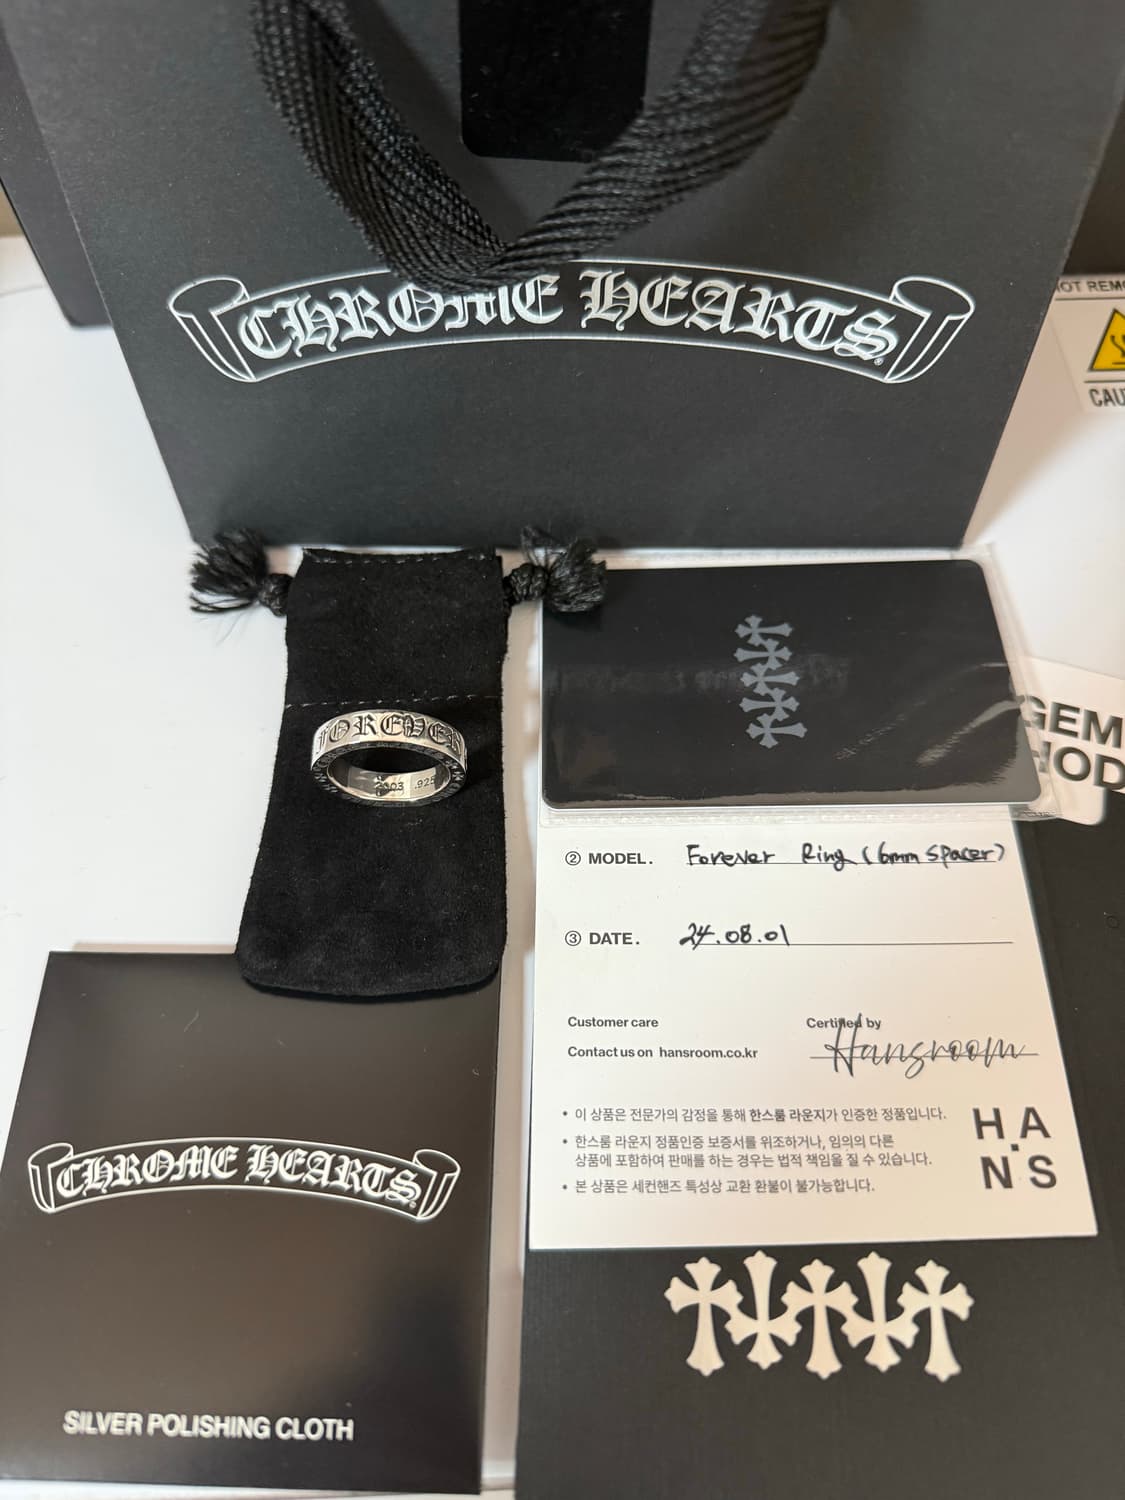 CHROME HEARTS
FOREVER
2003 .925
CAU
GEM
② MODEL. Forever Ring (6mm spacer)
③ DATE. 24.08.01
Customer care
Contact us on hansroom.co.kr
Certified by
Hansroom
• 이 상품은 전문가의 감정을 통해 한스룸 라운지가 인증한 정품입니다.
• 한스룸 라운지 정품인증 보증서를 위조하거나, 임의의 다른
상품에 포함하여 판매를 하는 경우는 법적 책임을 질 수 있습니다.
• 본 상품은 세컨핸즈 특성상 교환 환불이 불가능합니다.
H.A
N S
CHROME HEARTS
SILVER POLISHING CLOTH